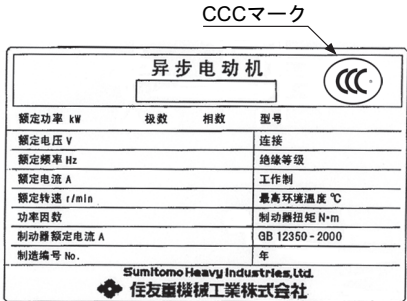 CCCマーク
异步电动机
CCC
额定功率 kW 极数 相数 型号
额定电压 V 连接
额定频率 Hz 绝缘等级
额定电流 A 工作制
额定转速 r/min 最高环境温度 ℃
功率因数 制动器扭矩 N·m
制动器额定电流 A GB 12350-2000
制造编号 No. 年
Sumitomo Heavy Industries, Ltd.
住友重機械工業株式会社